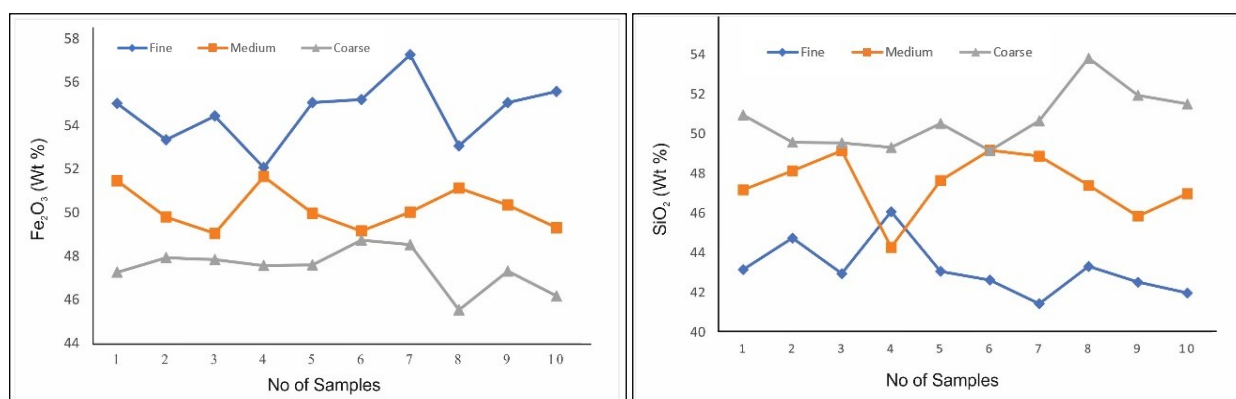 58
56
54
52
50
48
46
44
Fe₂O₃ (Wt %)
Fine Medium Coarse
1 2 3 4 5 6 7 8 9 10
No of Samples
54
52
50
48
46
44
42
40
SiO₂ (Wt %)
Fine Medium Coarse
1 2 3 4 5 6 7 8 9 10
No of Samples